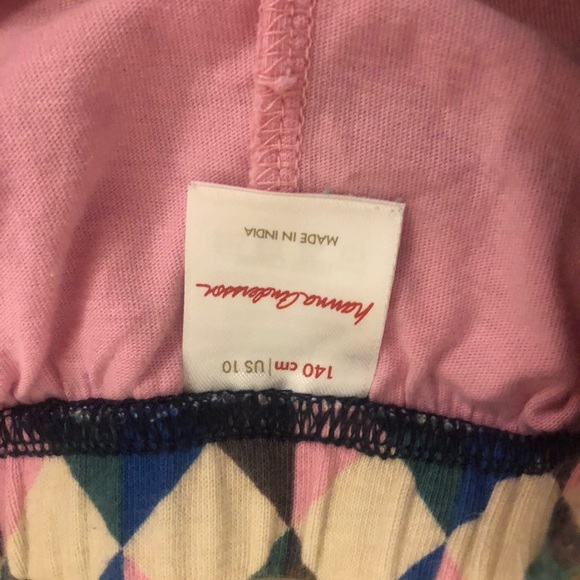 140 cm | US 10
hanna Andersson
MADE IN INDIA